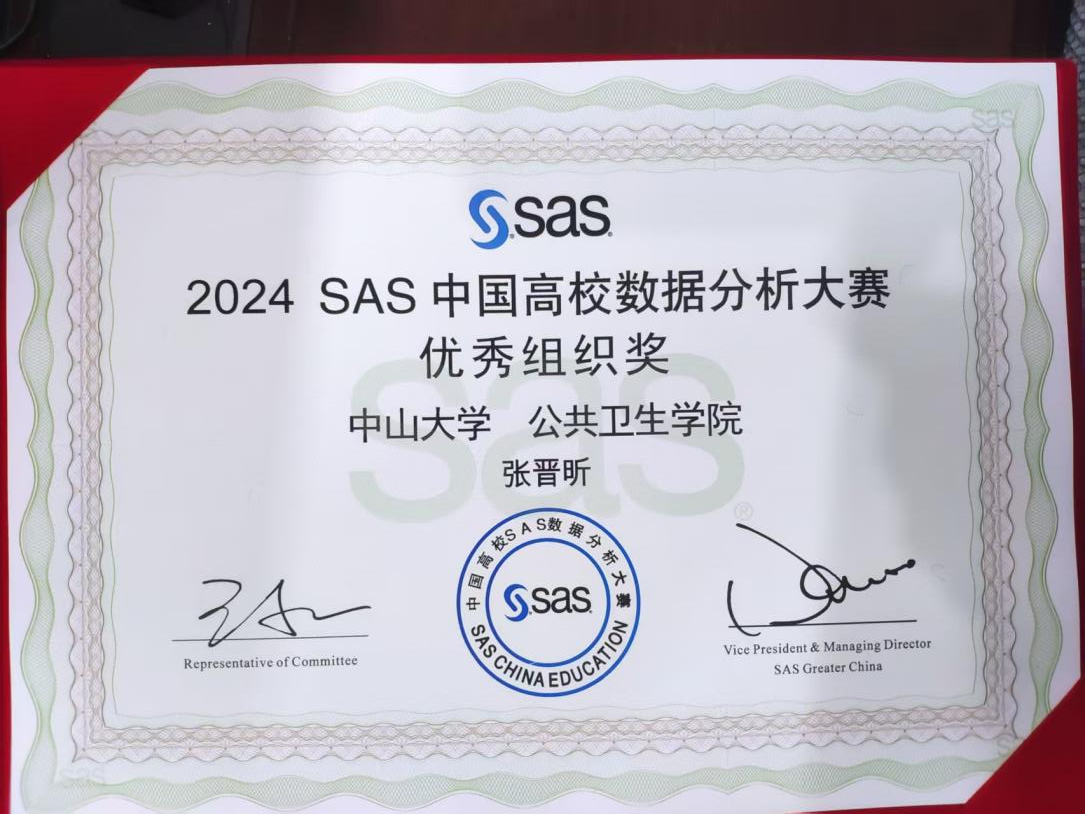 sas
sas
2024 SAS 中国高校数据分析大赛
优秀组织奖
sas
中山大学 公共卫生学院
张晋昕
中国高校SAS数据分析大赛
sas
SAS CHINA EDUCATION
Representative of Committee
Vice President & Managing Director
SAS Greater China
sas